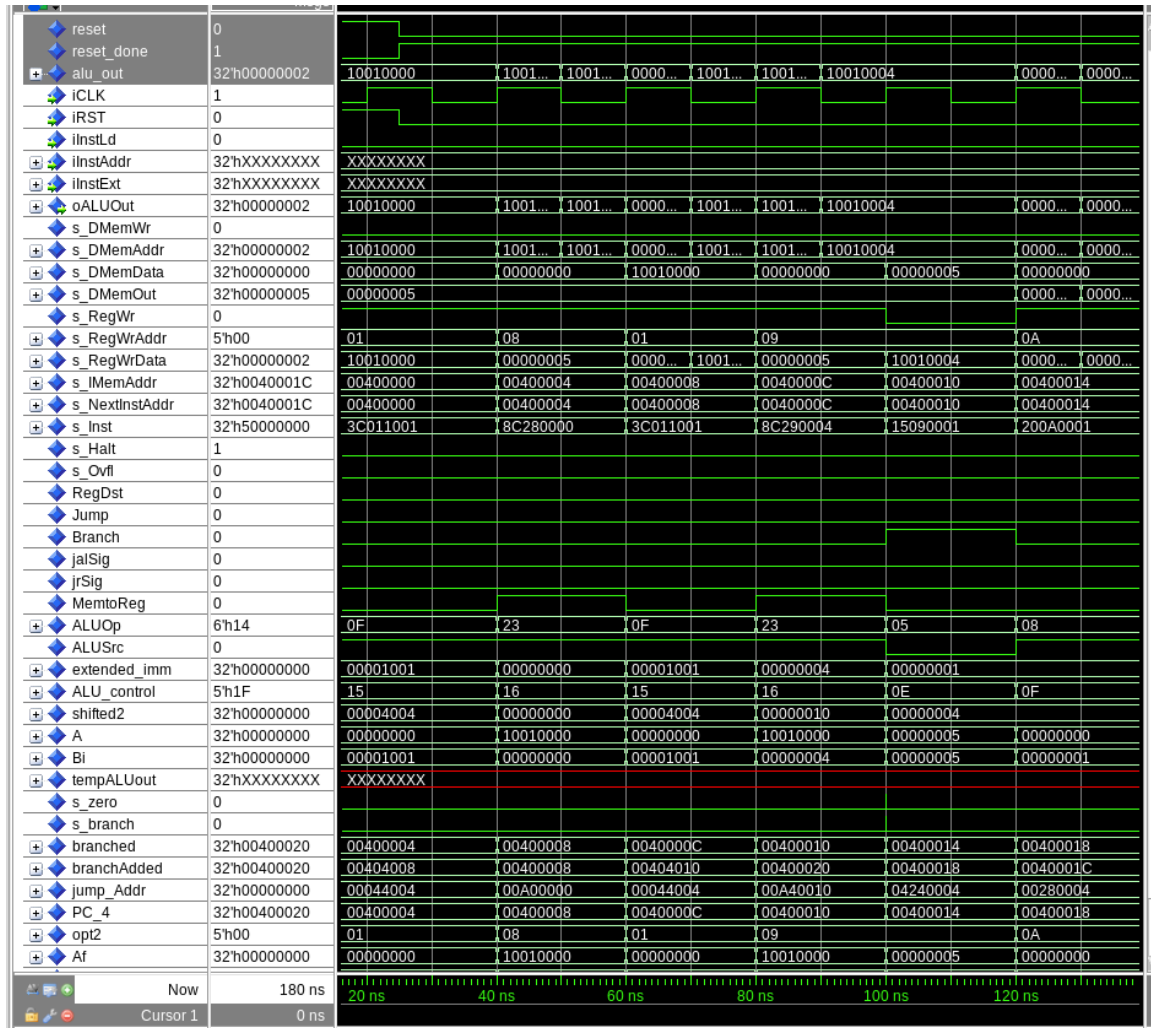 reset 0
reset_done 1
alu_out 32'h00000002 10010000 1001... 1001... 0000... 1001... 1001... 10010004 0000... 0000...
iCLK 1
iRST 0
iInstLd 0
iInstAddr 32'hXXXXXXXX XXXXXXXX
iInstExt 32'hXXXXXXXX XXXXXXXX
oALUOut 32'h00000002 10010000 1001... 1001... 0000... 1001... 1001... 10010004 0000... 0000...
s_DMemWr 0
s_DMemAddr 32'h00000002 10010000 1001... 1001... 0000... 1001... 1001... 10010004 0000... 0000...
s_DMemData 32'h00000000 00000000 00000000 10010000 00000000 00000005 00000000
s_DMemOut 32'h00000005 00000005 0000... 0000...
s_RegWr 0
s_RegWrAddr 5'h00 01 08 01 09 0A
s_RegWrData 32'h00000002 10010000 00000005 0000... 1001... 00000005 10010004 0000... 0000...
s_IMemAddr 32'h0040001C 00400000 00400004 00400008 0040000C 00400010 00400014
s_NextInstAddr 32'h0040001C 00400000 00400004 00400008 0040000C 00400010 00400014
s_Inst 32'h50000000 3C011001 8C280000 3C011001 8C290004 15090001 200A0001
s_Halt 1
s_Ovfl 0
RegDst 0
Jump 0
Branch 0
jalSig 0
jrSig 0
MemtoReg 0
ALUOp 6'h14 0F 23 0F 23 05 08
ALUSrc 0
extended_imm 32'h00000000 00001001 00000000 00001001 00000004 00000001
ALU_control 5'h1F 15 16 15 16 0E 0F
shifted2 32'h00000000 00004004 00000000 00004004 00000010 00000004
A 32'h00000000 00000000 10010000 00000000 10010000 00000005 00000000
Bi 32'h00000000 00001001 00000000 00001001 00000004 00000005 00000001
tempALUout 32'hXXXXXXXX XXXXXXXX
s_zero 0
s_branch 0
branched 32'h00400020 00400004 00400008 0040000C 00400010 00400014 00400018
branchAdded 32'h00400020 00404008 00400008 00404010 00400020 00400018 0040001C
jump_Addr 32'h00000000 00044004 00A00000 00044004 00A40010 04240004 00280004
PC_4 32'h00400020 00400004 00400008 0040000C 00400010 00400014 00400018
opt2 5'h00 01 08 01 09 0A
Af 32'h00000000 00000000 10010000 00000000 10010000 00000005 00000000
Now 180 ns 20 ns 40 ns 60 ns 80 ns 100 ns 120 ns
Cursor 1 0 ns